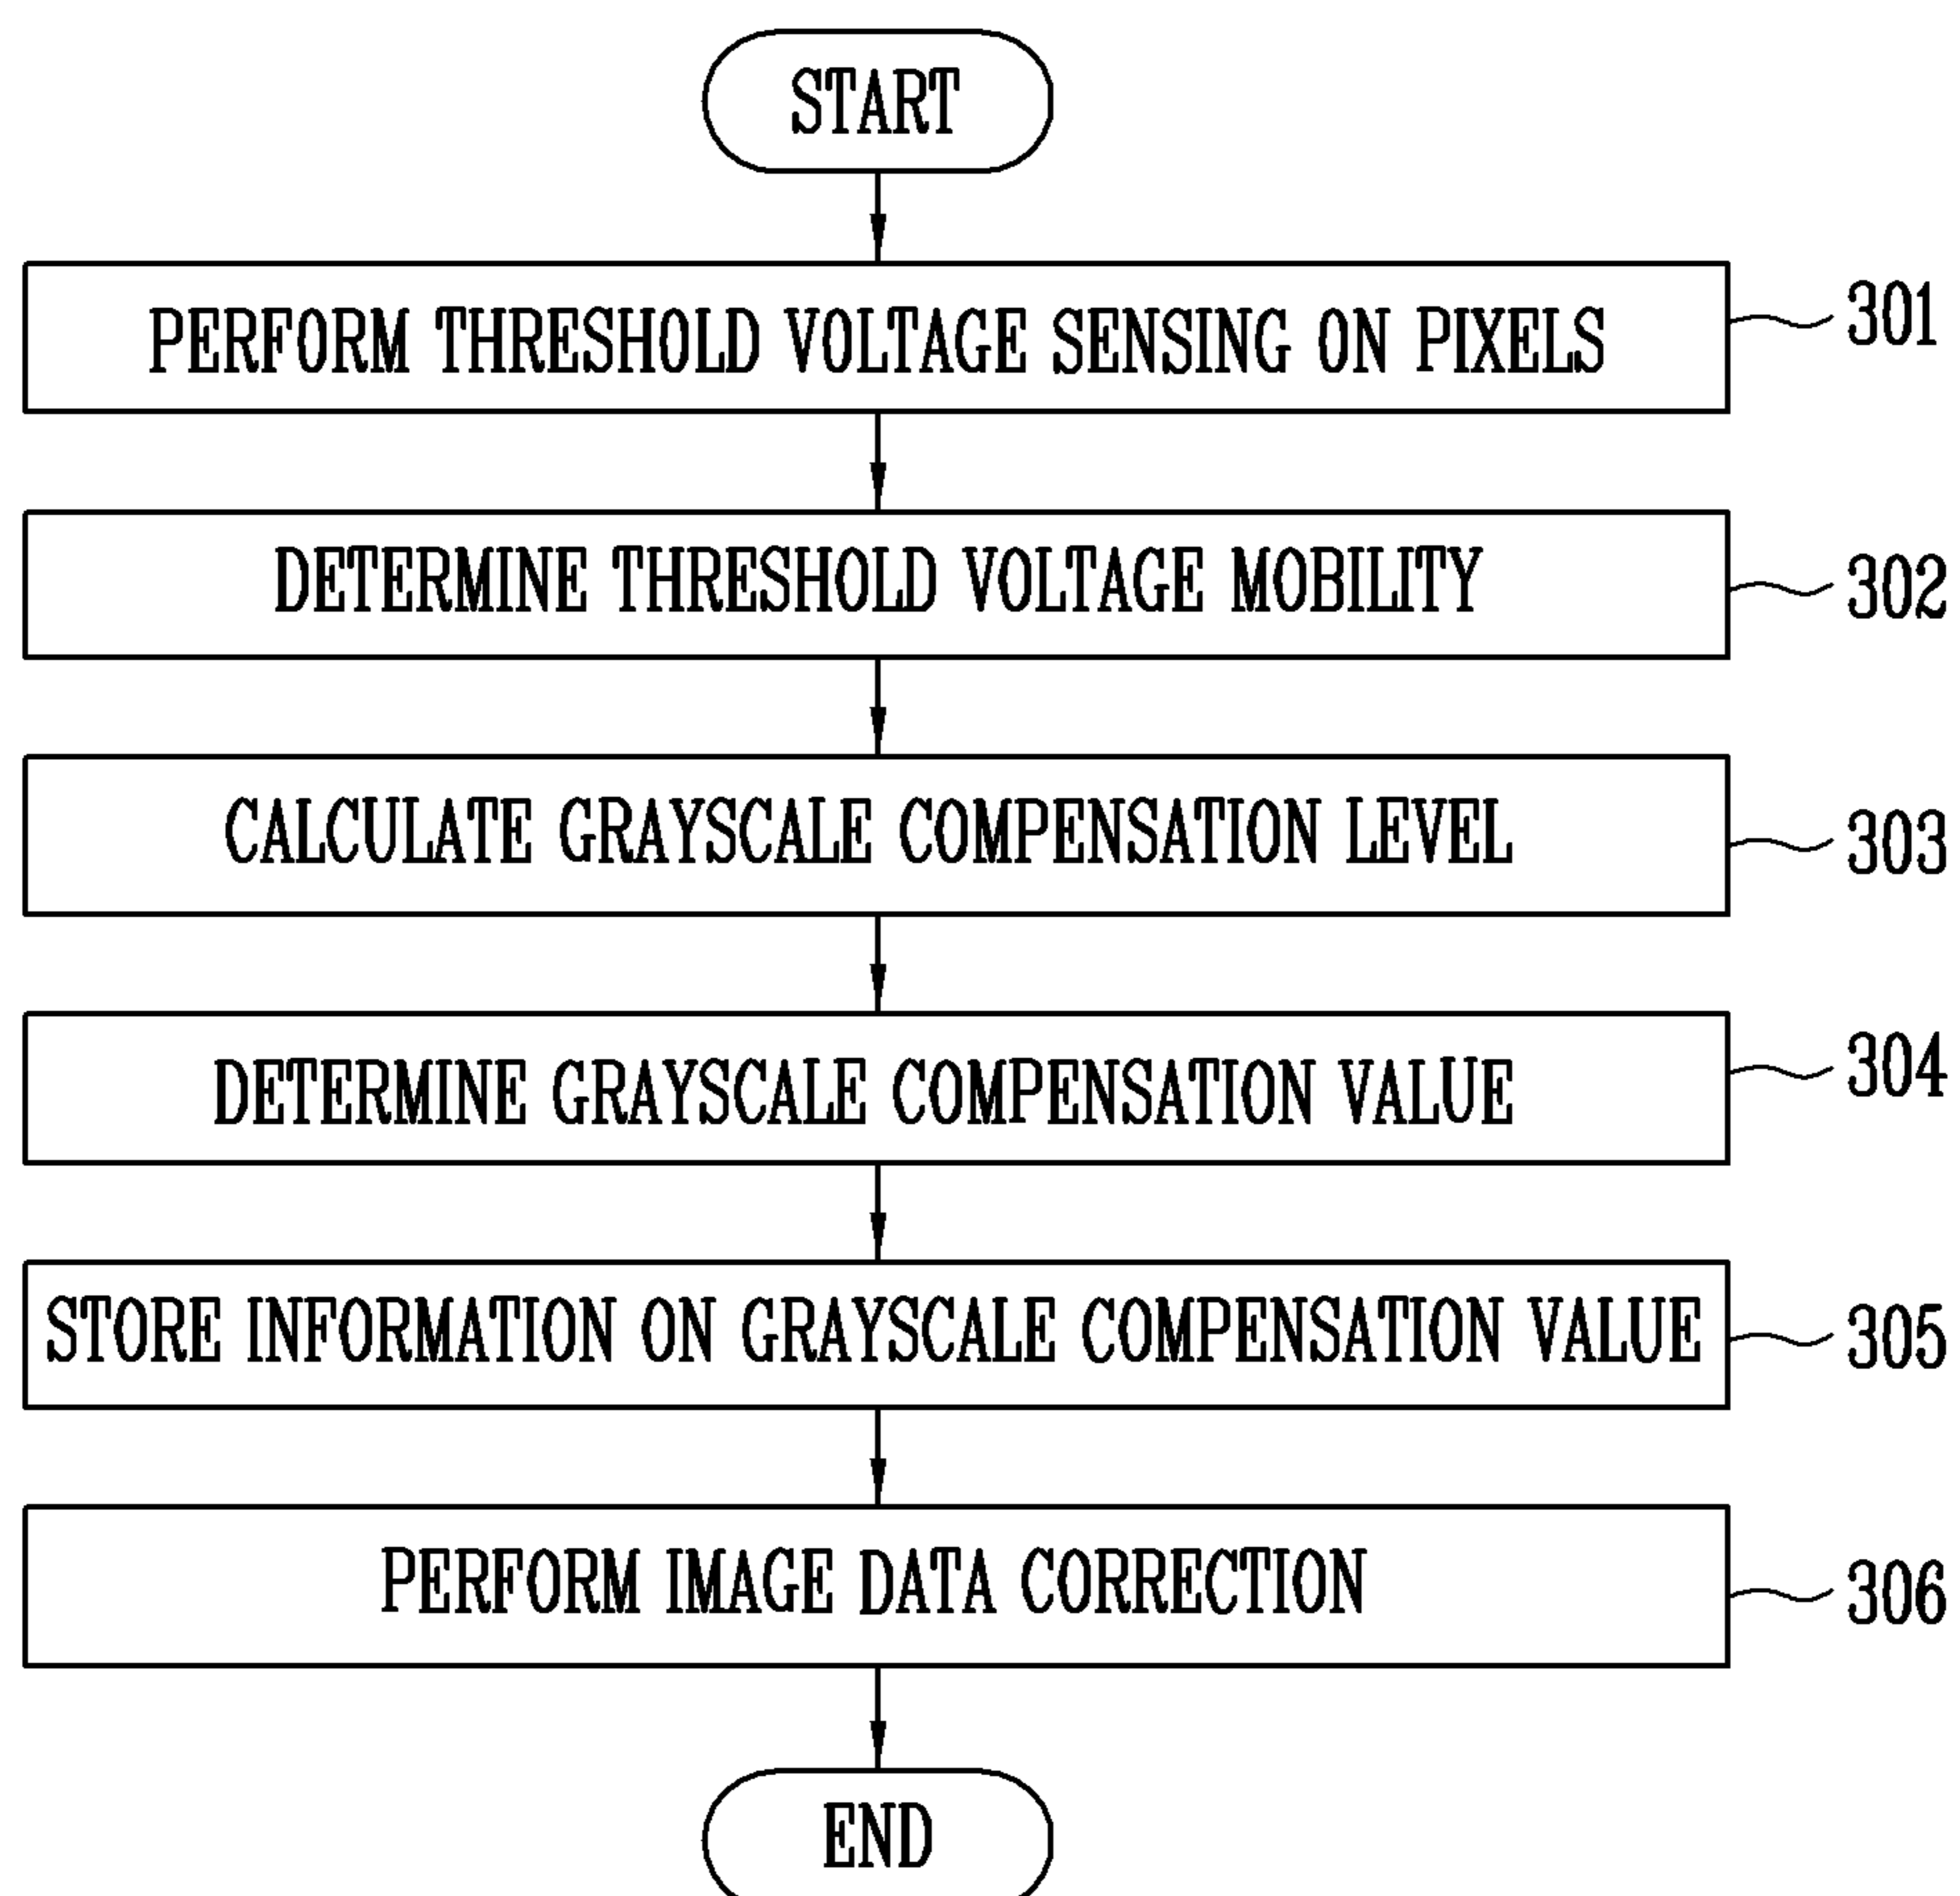 START
PERFORM THRESHOLD VOLTAGE SENSING ON PIXELS
301
DETERMINE THRESHOLD VOLTAGE MOBILITY
302
CALCULATE GRAYSCALE COMPENSATION LEVEL
303
DETERMINE GRAYSCALE COMPENSATION VALUE
304
STORE INFORMATION ON GRAYSCALE COMPENSATION VALUE
305
PERFORM IMAGE DATA CORRECTION
306
END